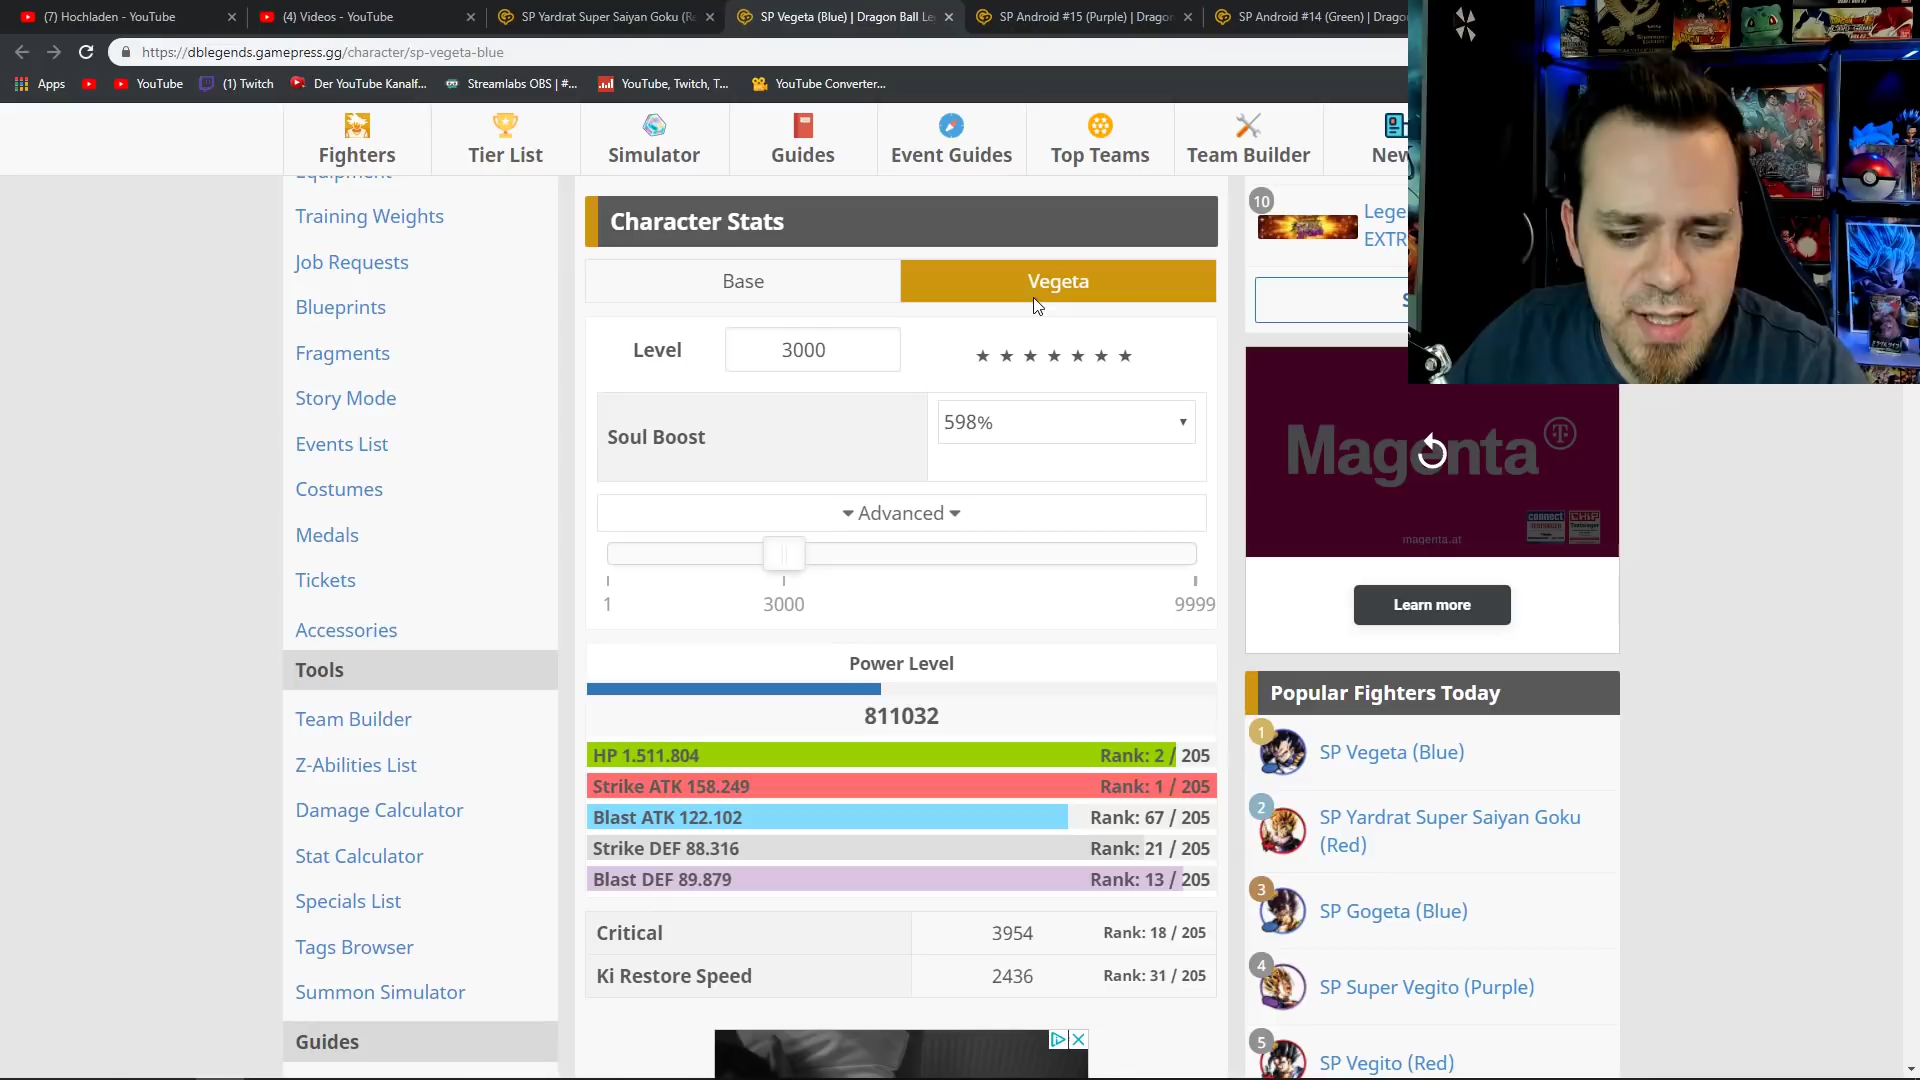 (7) Hochladen - YouTube
(4) Videos - YouTube
SP Yardrat Super Saiyan Goku (Re
SP Vegeta (Blue) | Dragon Ball Le
SP Android #15 (Purple) | Dragon
SP Android #14 (Green) | Drago
https://dblegends.gamepress.gg/character/sp-vegeta-blue
Apps
YouTube
(1) Twitch
Der YouTube Kanalf...
Streamlabs OBS | #...
YouTube, Twitch, T...
YouTube Converter...
Fighters
Tier List
Simulator
Guides
Event Guides
Top Teams
Team Builder
New
Equipment
Training Weights
Job Requests
Blueprints
Fragments
Story Mode
Events List
Costumes
Medals
Tickets
Accessories
Tools
Team Builder
Z-Abilities List
Damage Calculator
Stat Calculator
Specials List
Tags Browser
Summon Simulator
Guides
Character Stats
Base
Vegeta
Level
3000
Soul Boost
598%
Advanced
1
3000
9999
Power Level
811032
HP 1.511.804
Rank: 2 / 205
Strike ATK 158.249
Rank: 1 / 205
Blast ATK 122.102
Rank: 67 / 205
Strike DEF 88.316
Rank: 21 / 205
Blast DEF 89.879
Rank: 13 / 205
Critical
3954
Rank: 18 / 205
Ki Restore Speed
2436
Rank: 31 / 205
10
Lege
EXTR
S
Magenta
T
connect
CHIP
magenta.at
Learn more
Popular Fighters Today
1
SP Vegeta (Blue)
2
SP Yardrat Super Saiyan Goku
(Red)
3
SP Gogeta (Blue)
4
SP Super Vegito (Purple)
5
SP Vegito (Red)